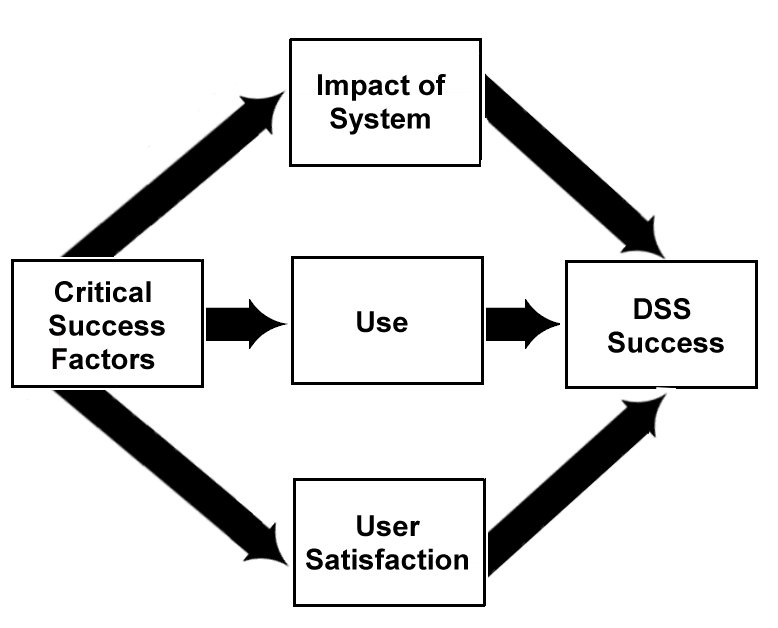 Impact of
System
Critical
Success
Factors
Use
DSS
Success
User
Satisfaction